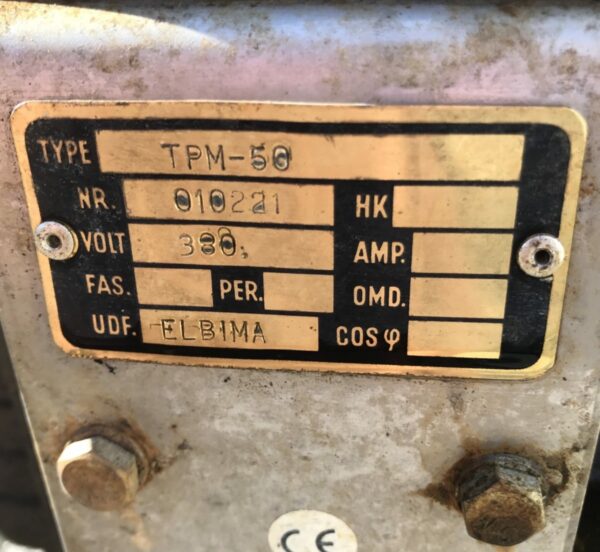 TYPE TPM-50
NR. 010221 HK
VOLT 380. AMP.
FAS. PER. OMD.
UDF. ELBIMA COSφ
CE